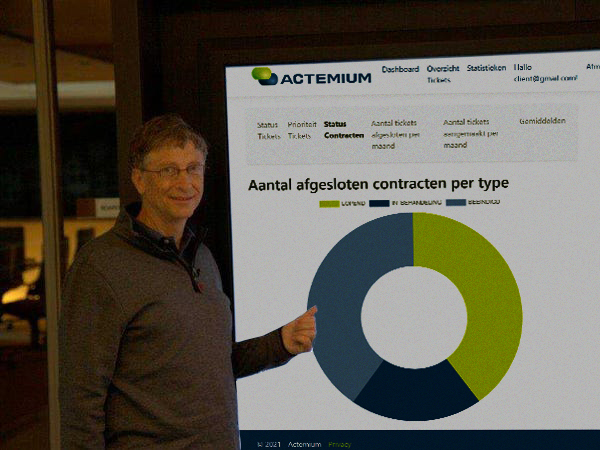 ACTEMIUM
Dashboard Overzicht Statistieken Hallo
Tickets client@gmail.com!
Status Prioriteit Status Aantal tickets Aantal tickets Gemiddelden
Tickets Tickets Contracten afgesloten per aangemaakt per
maand maand
Aantal afgesloten contracten per type
LOPEND IN BEHANDELING BEËINDIGD
© 2021 Actemium Privacy